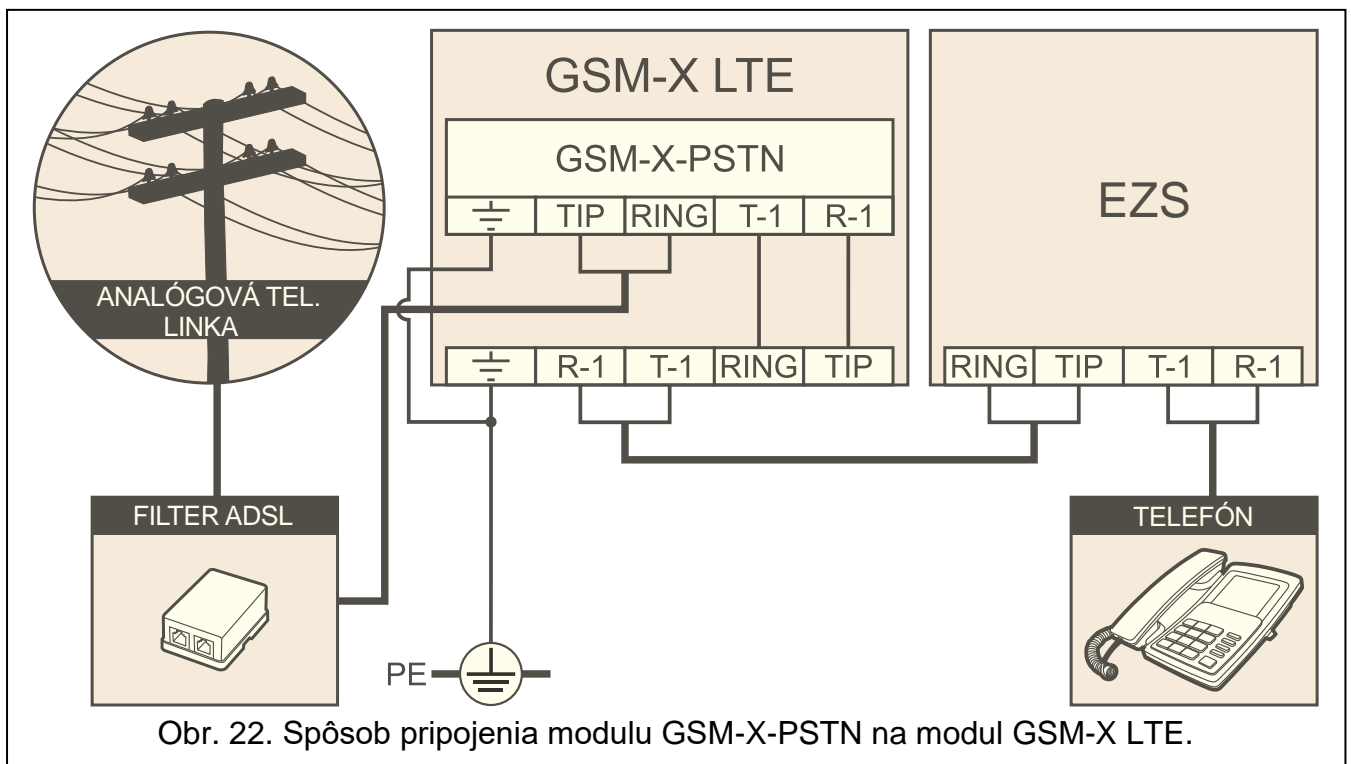 GSM-X LTE
GSM-X-PSTN
TIP RING T-1 R-1
EZS
ANALÓGOVÁ TEL.
LINKA
R-1 T-1 RING TIP
RING TIP T-1 R-1
FILTER ADSL
TELEFÓN
PE
Obr. 22. Spôsob pripojenia modulu GSM-X-PSTN na modul GSM-X LTE.